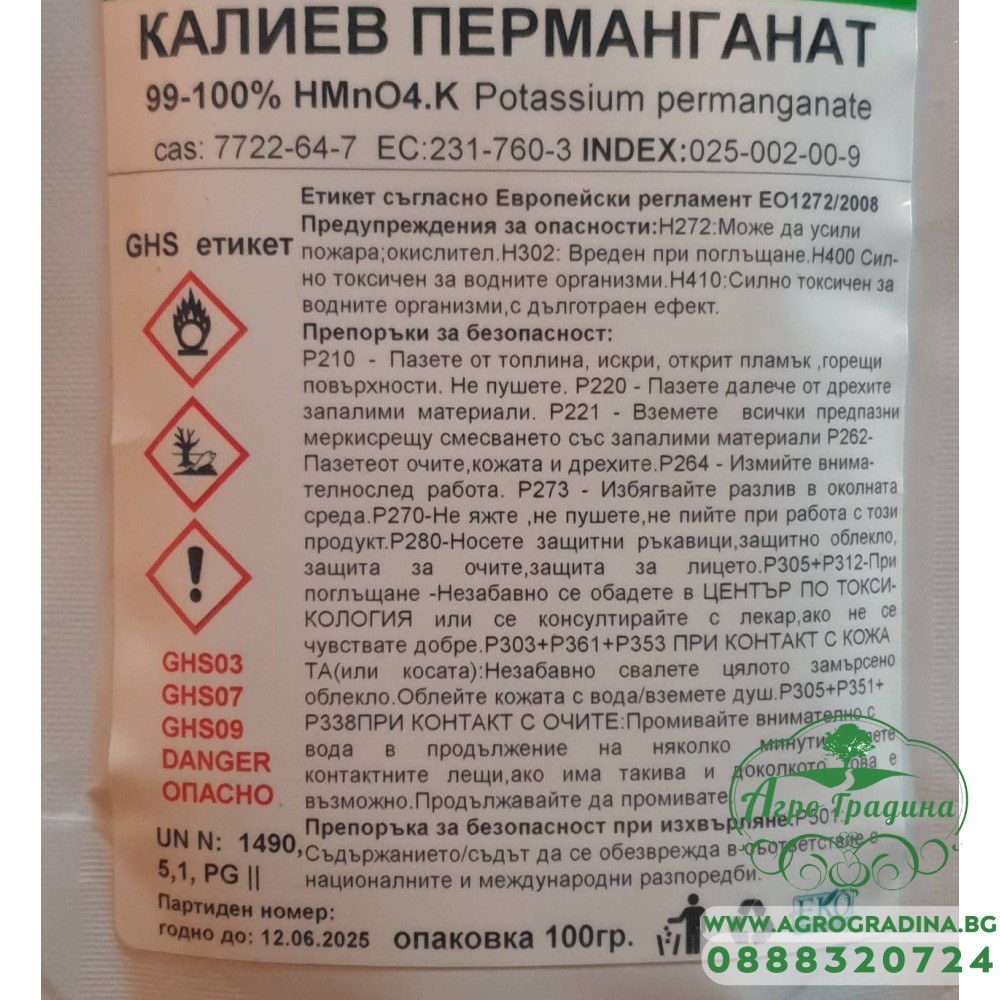 КАЛИЕВ ПЕРМАНГАНАТ
99-100% HMnO4.K Potassium permanganate
cas: 7722-64-7 EC:231-760-3 INDEX:025-002-00-9
Етикет съгласно Европейски регламент ЕО1272/2008
Предупреждения за опасности:H272:Може да усили
GHS етикет
пожара;окислител.H302: Вреден при поглъщане.H400 Сил-
но токсичен за водните организми.H410:Силно токсичен за
водните организми,с дълготраен ефект.
Препоръки за безопасност:
P210 - Пазете от топлина, искри, открит пламък ,горещи
повърхности. Не пушете. P220 - Пазете далече от дрехите
запалими материали. P221 - Вземете всички предпазни
меркисрещу смесването със запалими материали P262-
Пазетеот очите,кожата и дрехите.P264 - Измийте внима-
телнослед работа. P273 - Избягвайте разлив в околната
среда.P270-Не яжте ,не пушете,не пийте при работа с този
продукт.P280-Носете защитни ръкавици,защитно облекло,
защита за очите,защита за лицето.P305+P312-При
поглъщане -Незабавно се обадете в ЦЕНТЪР ПО ТОКСИ-
КОЛОГИЯ или се консултирайте с лекар,ако не се
чувствате добре.P303+P361+P353 ПРИ КОНТАКТ С КОЖА
ТА(или косата):Незабавно свалете цялото замърсено
облекло.Облейте кожата с вода/вземете душ.P305+P351+
P338ПРИ КОНТАКТ С ОЧИТЕ:Промивайте внимателно с
вода в продължение на няколко минути
контактните лещи,ако има такива и доколкото това е
възможно.Продължавайте да промивате
Препоръка за безопасност при изхвърляне:P501:
Съдържанието/съдът да се обезврежда в съответствие с
националните и международни разпоредби.
GHS03
GHS07
GHS09
DANGER
ОПАСНО
UN N: 1490,
5,1, PG ||
Партиден номер:
годно до: 12.06.2025 опаковка 100гр.
ЕКО
Агро Градина
WWW.AGROGRADINA.BG
0888320724